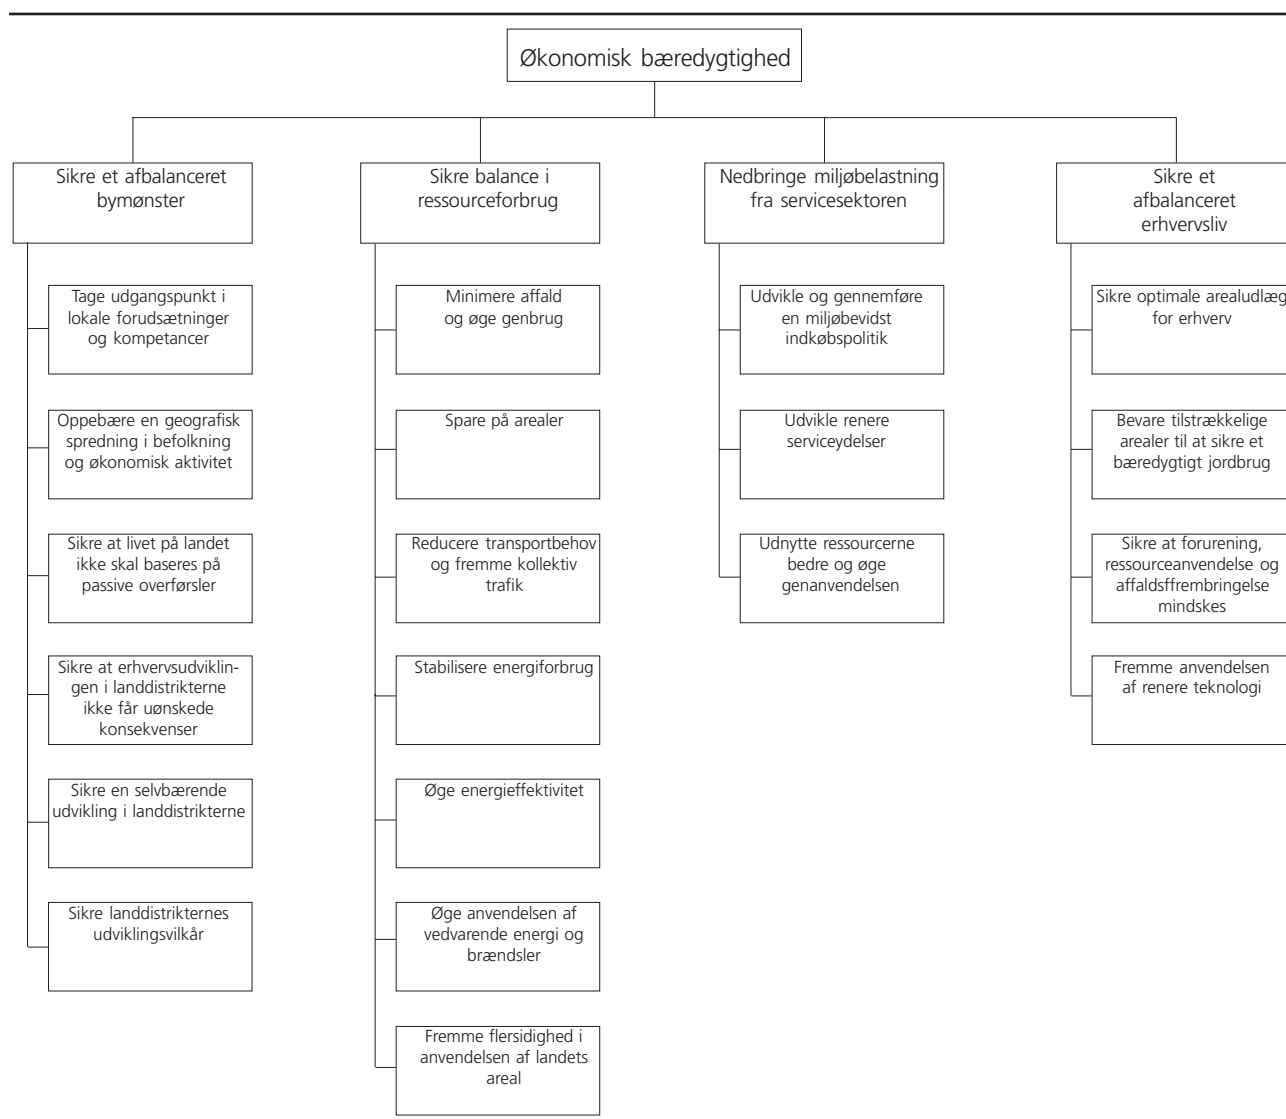 Økonomisk bæredygtighed
Sikre et afbalanceret
bymønster
Tage udgangspunkt i
lokale forudsætninger
og kompetancer
Oppebære en geografisk
spredning i befolkning
og økonomisk aktivitet
Sikre at livet på landet
ikke skal baseres på
passive overførsler
Sikre at erhvervsudviklin-
gen i landdistrikterne
ikke får uønskede
konsekvenser
Sikre en selvbærende
udvikling i landdistrikterne
Sikre landdistrikternes
udviklingsvilkår
Sikre balance i
ressourceforbrug
Minimere affald
og øge genbrug
Spare på arealer
Reducere transportbehov
og fremme kollektiv
trafik
Stabilisere energiforbrug
Øge energieffektivitet
Øge anvendelsen af
vedvarende energi og
brændsler
Fremme flersidighed i
anvendelsen af landets
areal
Nedbringe miljøbelastning
fra servicesektoren
Udvikle og gennemføre
en miljøbevidst
indkøbspolitik
Udvikle renere
serviceydelser
Udnytte ressourcerne
bedre og øge
genanvendelsen
Sikre et
afbalanceret
erhvervsliv
Sikre optimale arealudlæg
for erhverv
Bevare tilstrækkelige
arealer til at sikre et
bæredygtigt jordbrug
Sikre at forurening,
ressourceanvendelse og
affaldsffrembringelse
mindskes
Fremme anvendelsen
af renere teknologi